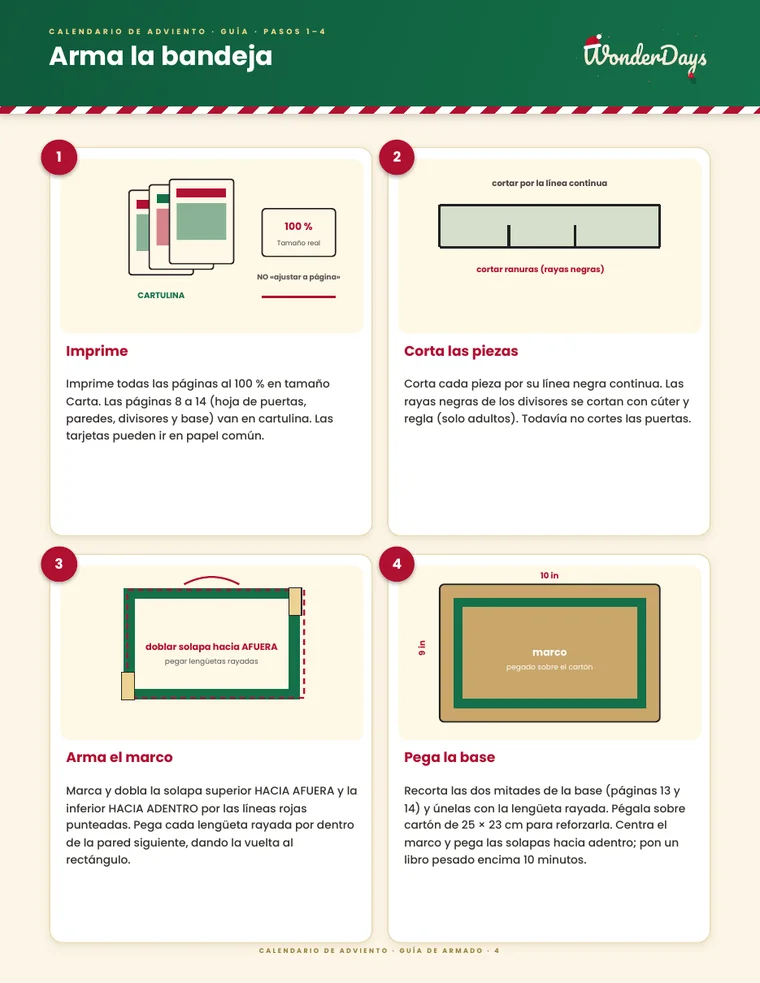 CALENDARIO DE ADVIENTO · GUÍA · PASOS 1–4
Arma la bandeja
WonderDays
1
100 %
Tamaño real
NO «ajustar a página»
CARTULINA
Imprime
Imprime todas las páginas al 100 % en tamaño
Carta. Las páginas 8 a 14 (hoja de puertas,
paredes, divisores y base) van en cartulina. Las
tarjetas pueden ir en papel común.
2
cortar por la línea continua
cortar ranuras (rayas negras)
Corta las piezas
Corta cada pieza por su línea negra continua. Las
rayas negras de los divisores se cortan con cúter y
regla (solo adultos). Todavía no cortes las puertas.
3
doblar solapa hacia AFUERA
pegar lengüetas rayadas
Arma el marco
Marca y dobla la solapa superior HACIA AFUERA y la
inferior HACIA ADENTRO por las líneas rojas
punteadas. Pega cada lengüeta rayada por dentro
de la pared siguiente, dando la vuelta al
rectángulo.
4
10 in
9 in
marco
pegado sobre el cartón
Pega la base
Recorta las dos mitades de la base (páginas 13 y
14) y únelas con la lengüeta rayada. Pégala sobre
cartón de 25 × 23 cm para reforzarla. Centra el
marco y pega las solapas hacia adentro; pon un
libro pesado encima 10 minutos.
CALENDARIO DE ADVIENTO · GUÍA DE ARMADO · 4